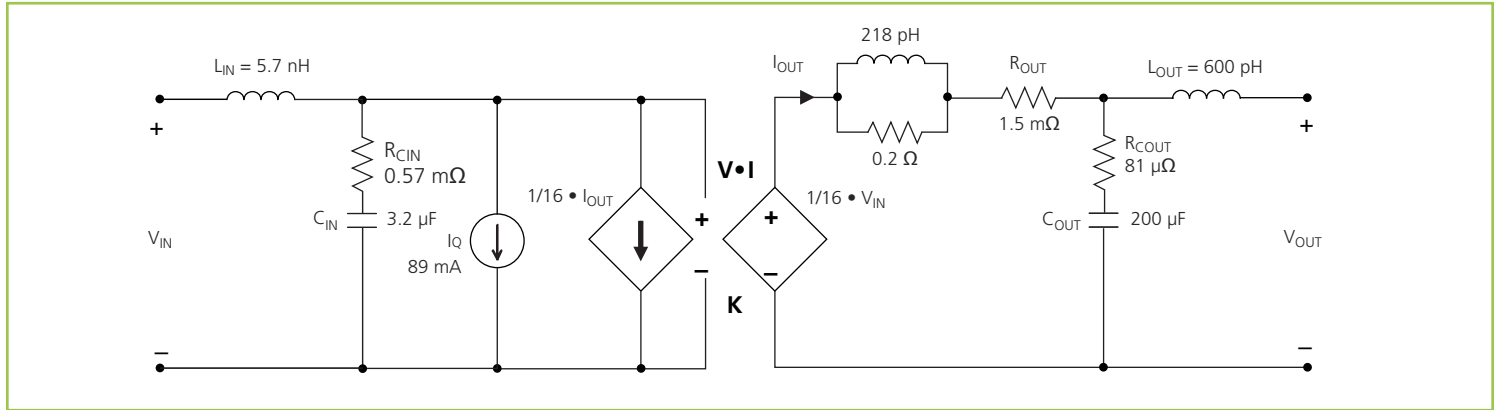 L_IN = 5.7 nH
218 pH
I_OUT
R_OUT
L_OUT = 600 pH
+
+
1.5 mΩ
R_CIN
0.57 mΩ
0.2 Ω
R_COUT
81 µΩ
V•I
1/16 • I_OUT
1/16 • V_IN
+
+
C_IN
3.2 µF
C_OUT
200 µF
V_IN
I_Q
V_OUT
89 mA
–
–
K
–
–